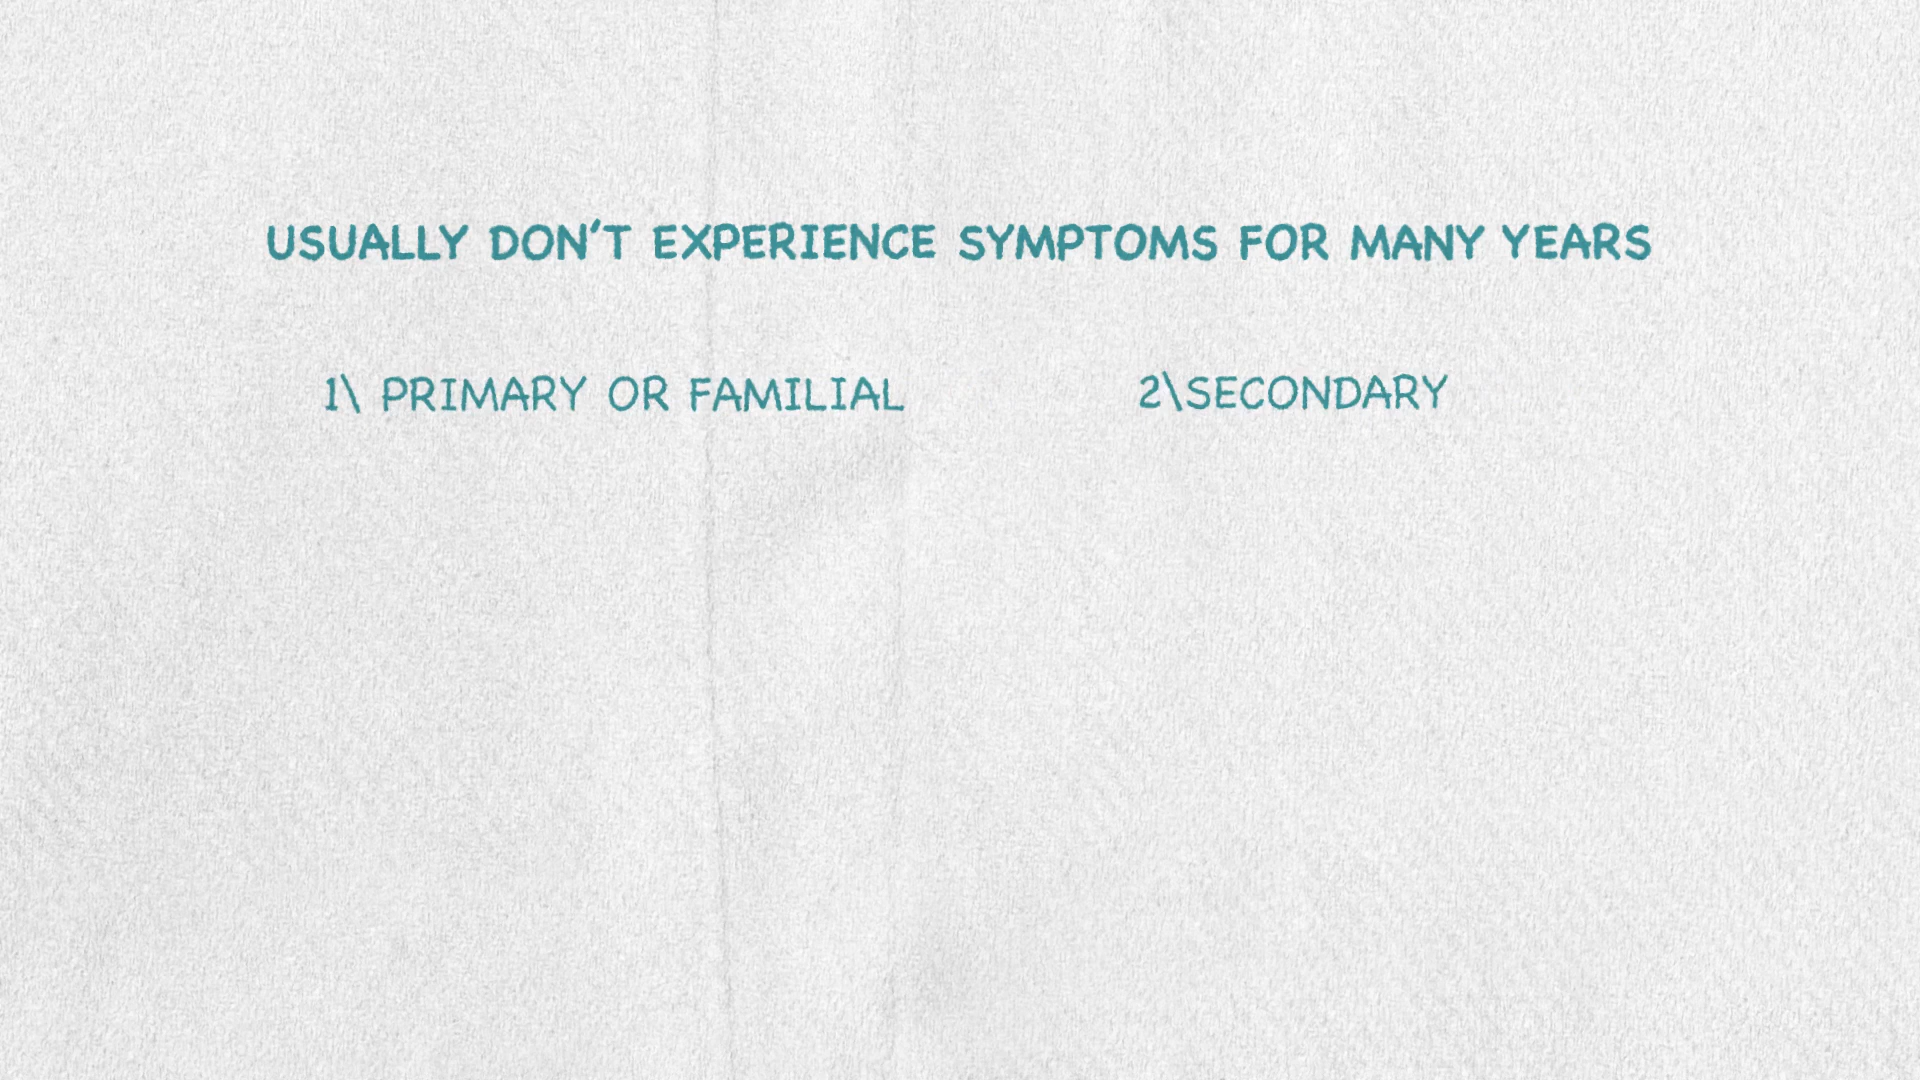 USUALLY DON'T EXPERIENCE SYMPTOMS FOR MANY YEARS
1\ PRIMARY OR FAMILIAL
2\SECONDARY